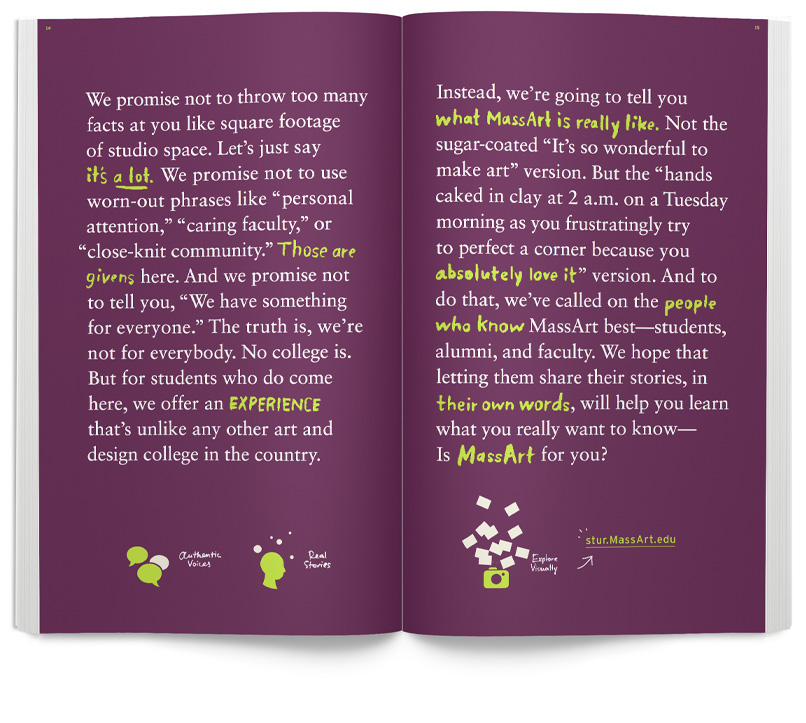 14
We promise not to throw too many
facts at you like square footage
of studio space. Let's just say
it's a lot. We promise not to use
worn-out phrases like “personal
attention,” “caring faculty,” or
“close-knit community.” Those are
givens here. And we promise not
to tell you, “We have something
for everyone.” The truth is, we're
not for everybody. No college is.
But for students who do come
here, we offer an EXPERIENCE
that's unlike any other art and
design college in the country.
Authentic
Voices
Real
Stories
15
Instead, we're going to tell you
what MassArt is really like. Not the
sugar-coated “It's so wonderful to
make art” version. But the “hands
caked in clay at 2 a.m. on a Tuesday
morning as you frustratingly try
to perfect a corner because you
absolutely love it” version. And to
do that, we've called on the people
who know MassArt best—students,
alumni, and faculty. We hope that
letting them share their stories, in
their own words, will help you learn
what you really want to know—
Is MassArt for you?
Explore
Visually
stur.MassArt.edu